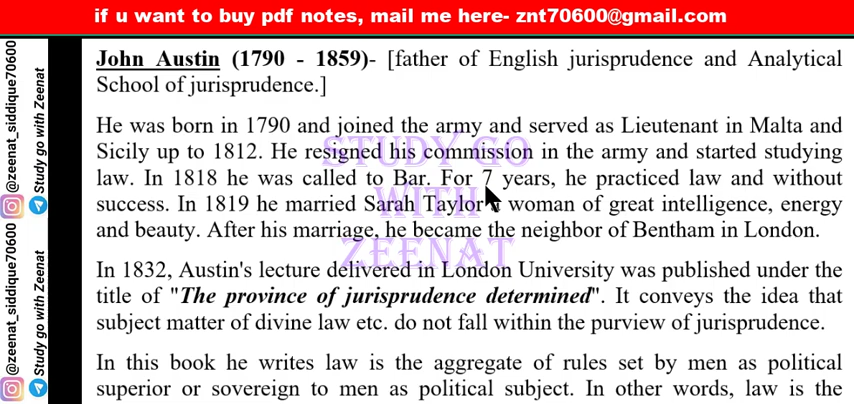 if u want to buy pdf notes, mail me here- znt70600@gmail.com
John Austin (1790 - 1859)- [father of English jurisprudence and Analytical
School of jurisprudence.]
He was born in 1790 and joined the army and served as Lieutenant in Malta and
Sicily up to 1812. He resigned his commission in the army and started studying
law. In 1818 he was called to Bar. For 7 years, he practiced law and without
success. In 1819 he married Sarah Taylor a woman of great intelligence, energy
and beauty. After his marriage, he became the neighbor of Bentham in London.
In 1832, Austin's lecture delivered in London University was published under the
title of "The province of jurisprudence determined". It conveys the idea that
subject matter of divine law etc. do not fall within the purview of jurisprudence.
In this book he writes law is the aggregate of rules set by men as political
superior or sovereign to men as political subject. In other words, law is the
STUDY GO
WITH
ZEENAT
@zeenat_siddique70600
Study go with Zeenat
@zeenat_siddique70600
Study go with Zeenat